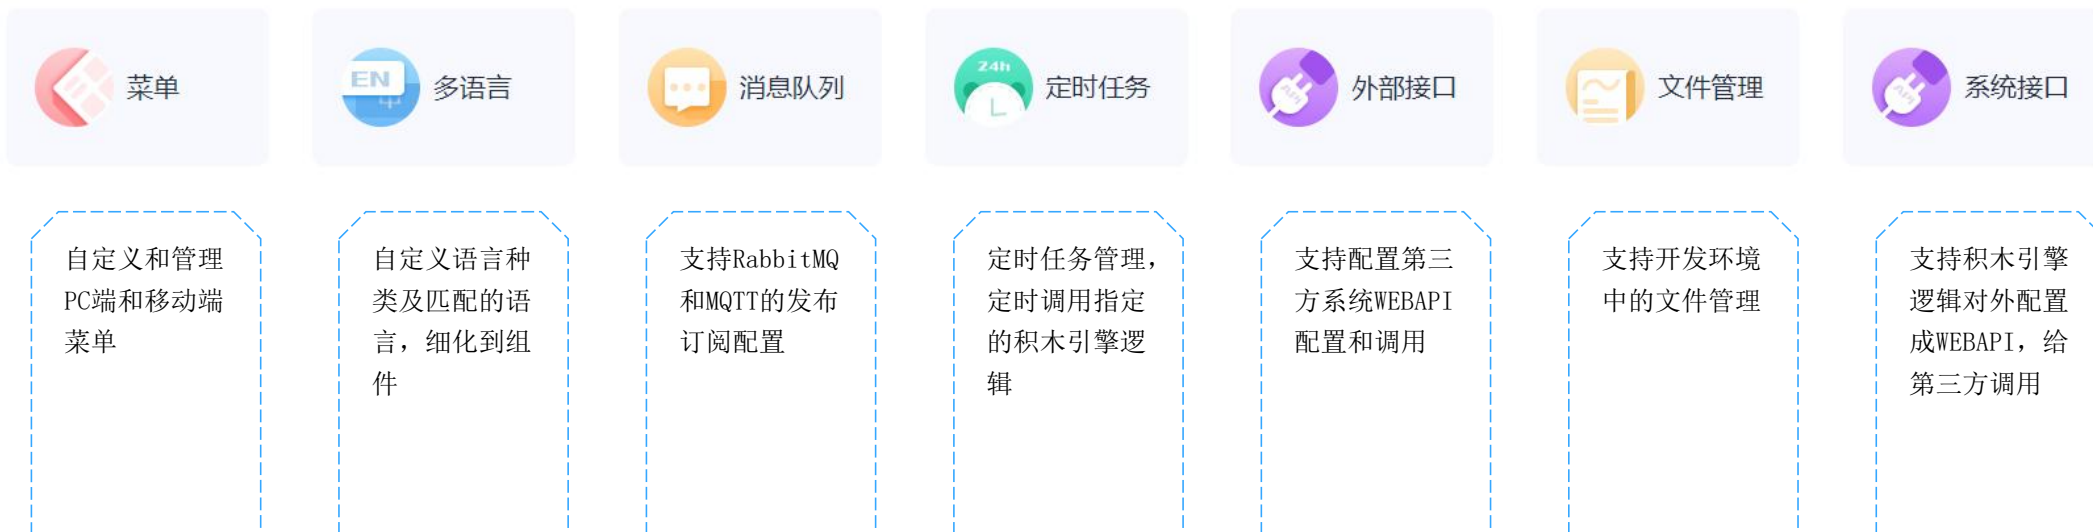 菜单
EN
中
多语言
消息队列
24h
定时任务
API
外部接口
文件管理
API
系统接口
自定义和管理
PC端和移动端
菜单
自定义语言种
类及匹配的语
言，细化到组
件
支持RabbitMQ
和MQTT的发布
订阅配置
定时任务管理，
定时调用指定
的积木引擎逻
辑
支持配置第三
方系统WEBAPI
配置和调用
支持开发环境
中的文件管理
支持积木引擎
逻辑对外配置
成WEBAPI，给
第三方调用